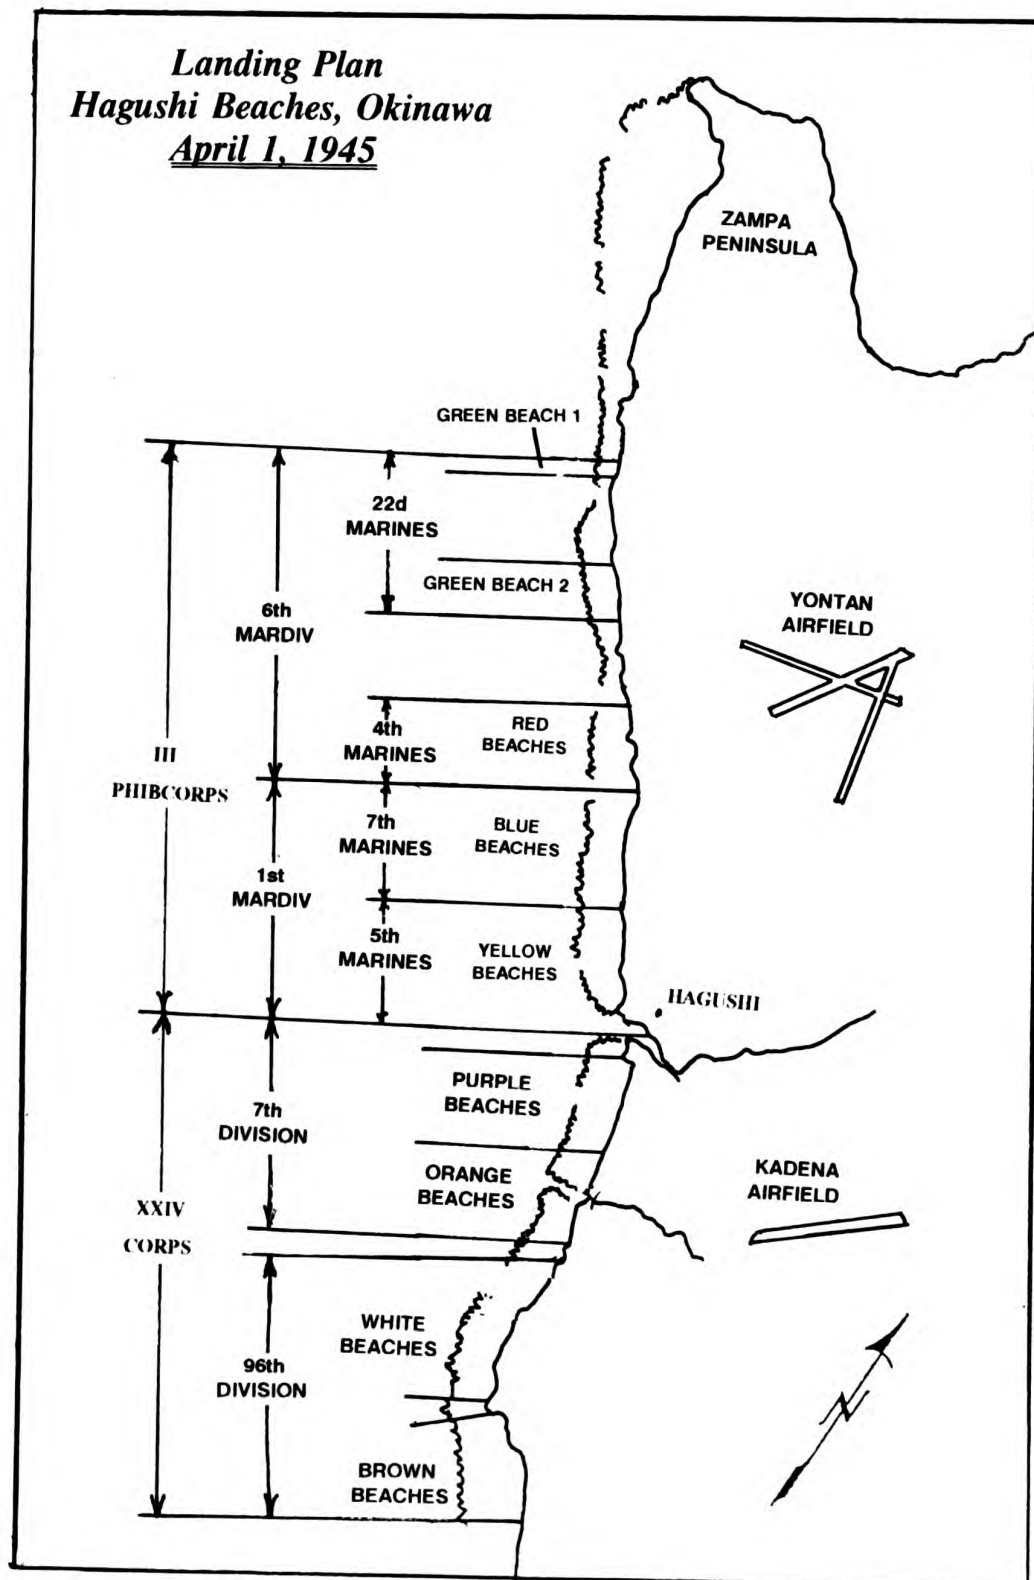 Landing Plan
Hagushi Beaches, Okinawa
April 1, 1945
ZAMPA
PENINSULA
GREEN BEACH 1
22d
MARINES
GREEN BEACH 2
6th
MARDIV
YONTAN
AIRFIELD
4th
MARINES
RED
BEACHES
III
PHIBCORPS
7th
MARINES
BLUE
BEACHES
1st
MARDIV
5th
MARINES
YELLOW
BEACHES
HAGUSHI
PURPLE
BEACHES
7th
DIVISION
ORANGE
BEACHES
KADENA
AIRFIELD
XXIV
CORPS
WHITE
BEACHES
96th
DIVISION
N
BROWN
BEACHES